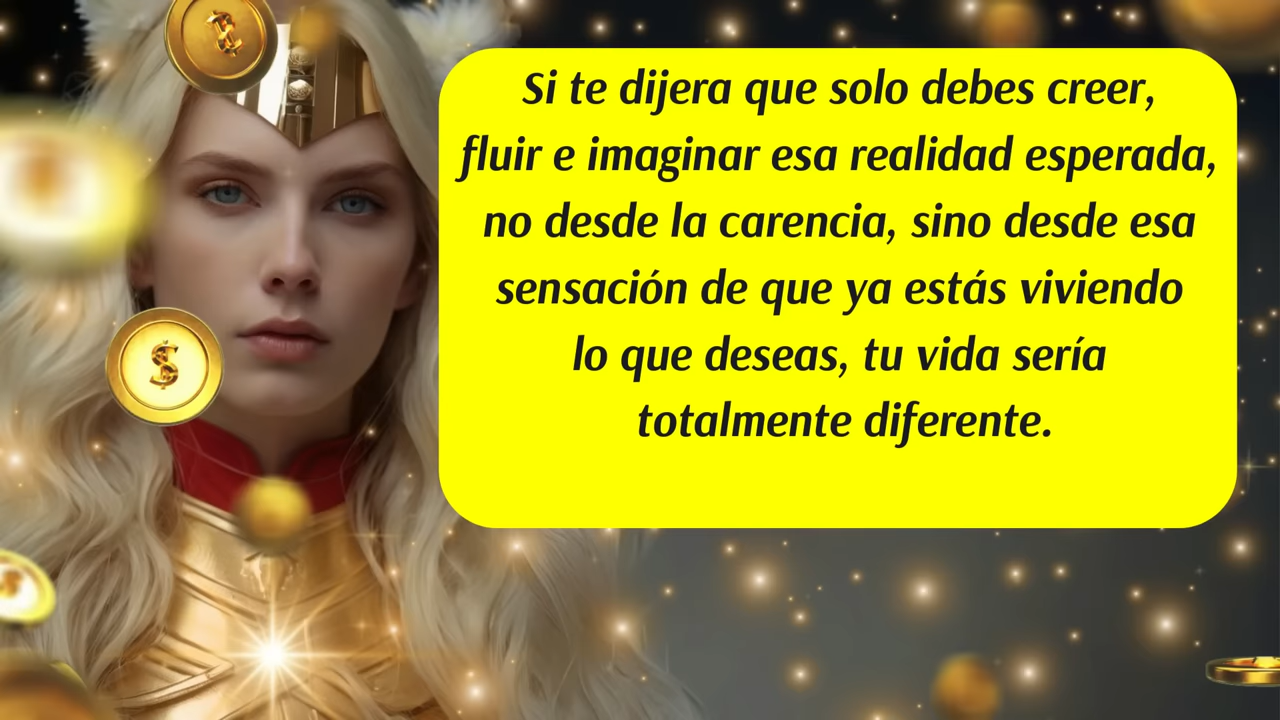 Si te dijera que solo debes creer,
fluir e imaginar esa realidad esperada,
no desde la carencia, sino desde esa
sensación de que ya estás viviendo
lo que deseas, tu vida sería
totalmente diferente.
$